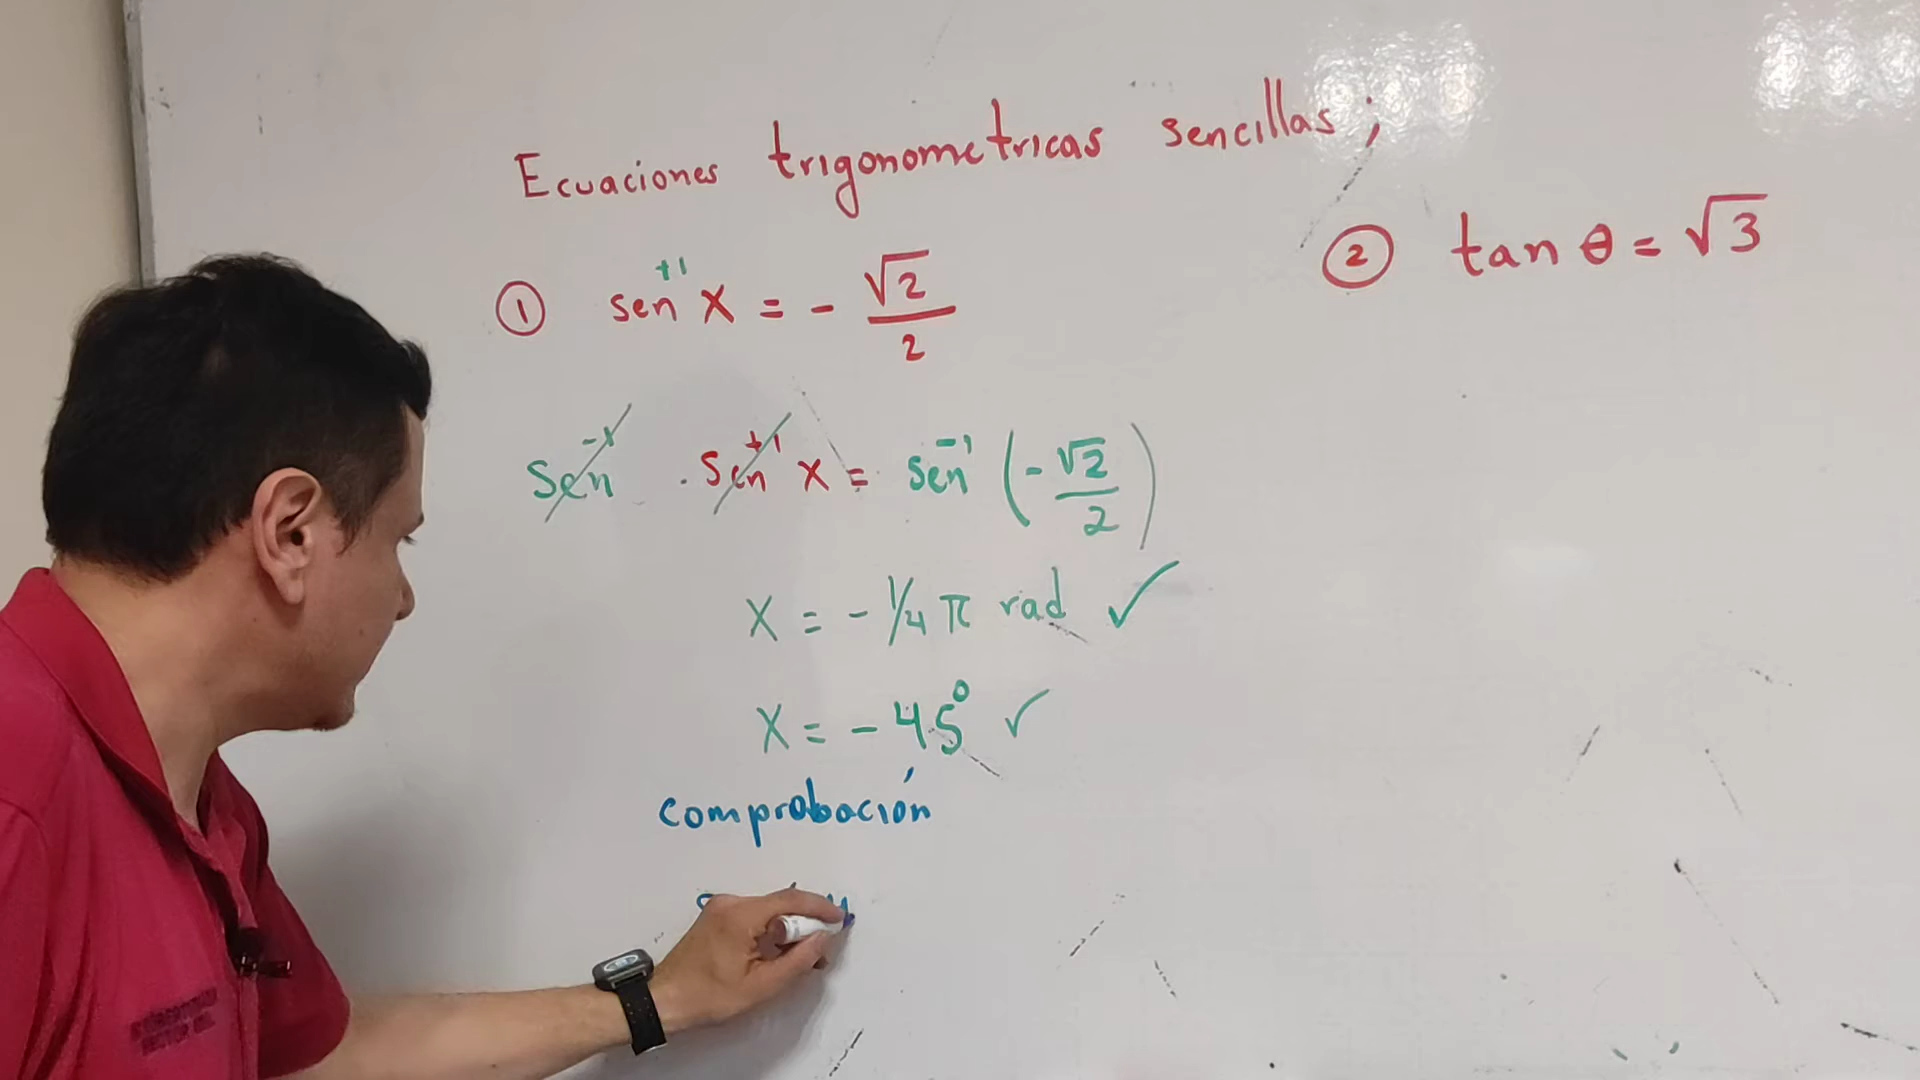 Ecuaciones trigonometricas sencillas;
① sen⁺¹ x = - √2/2
sen⁻¹ . sen⁺¹ x = sen⁻¹ (-√2/2)
x = - 1/4 π rad ✓
x = - 45° ✓
comprobación
② tan θ = √3